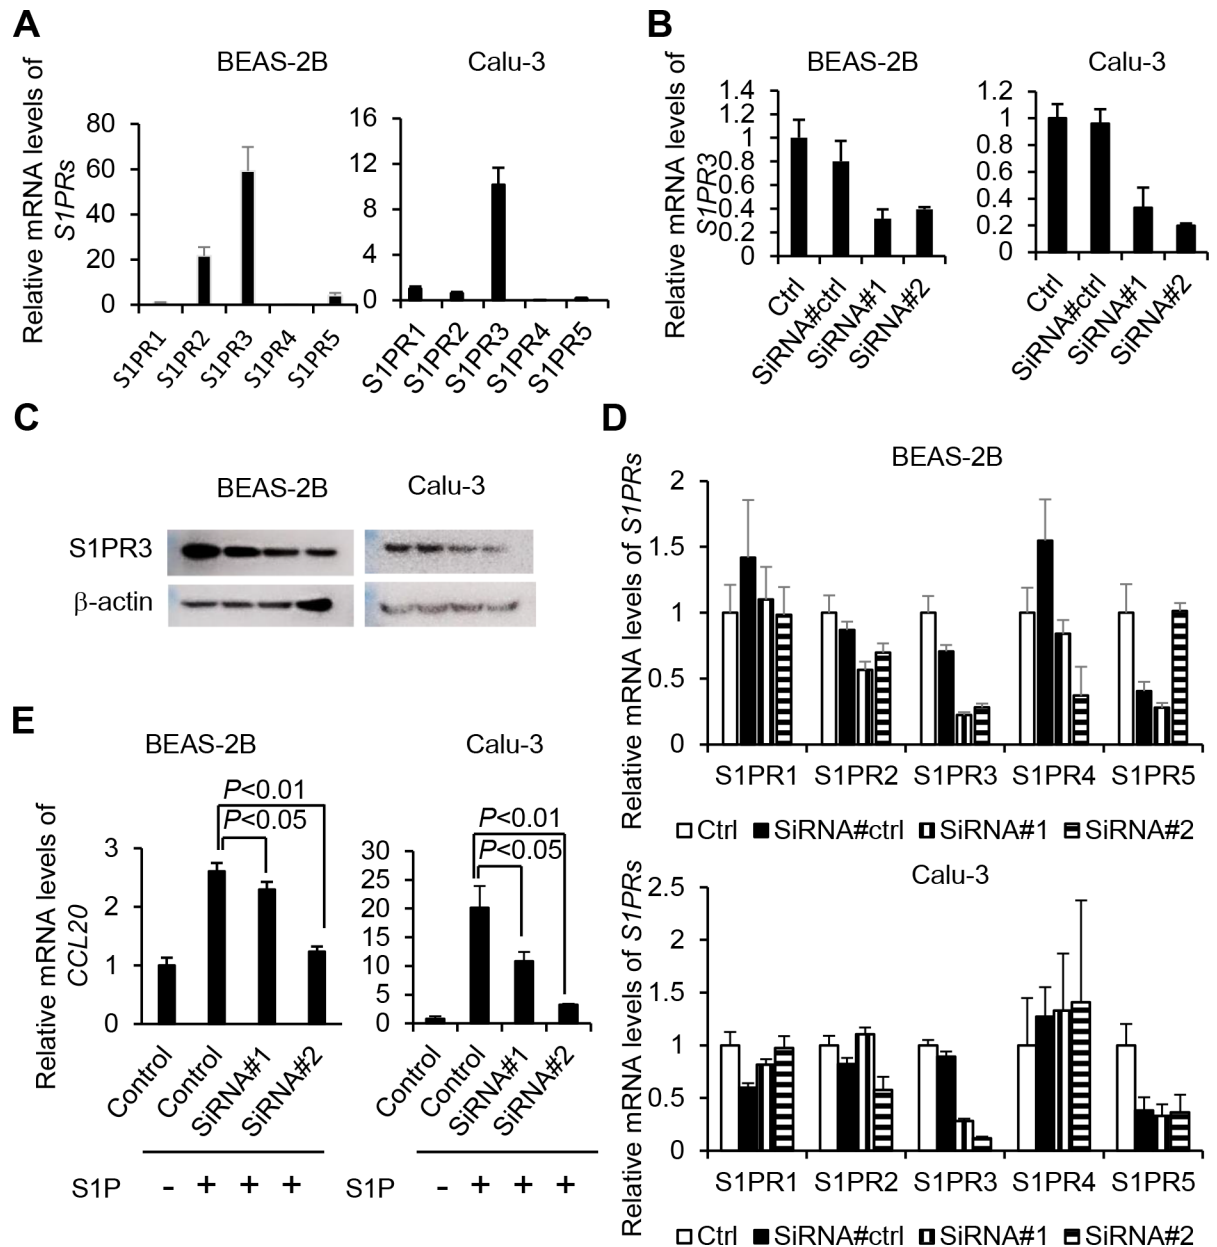 A
BEAS-2B
Calu-3
Relative mRNA levels of
S1PRs
80
60
40
20
0
S1PR1
S1PR2
S1PR3
S1PR4
S1PR5
16
12
8
4
0
S1PR1
S1PR2
S1PR3
S1PR4
S1PR5
B
BEAS-2B
Calu-3
Relative mRNA levels of
S1PR3
1.4
1.2
1
0.8
0.6
0.4
0.2
0
Ctrl
SiRNA#ctrl
SiRNA#1
SiRNA#2
1.2
1
0.8
0.6
0.4
0.2
0
Ctrl
SiRNA#ctrl
SiRNA#1
SiRNA#2
C
BEAS-2B
Calu-3
S1PR3
β-actin
D
BEAS-2B
Relative mRNA levels of S1PRs
2
1.5
1
0.5
0
S1PR1 S1PR2 S1PR3 S1PR4 S1PR5
Ctrl SiRNA#ctrl SiRNA#1 SiRNA#2
Calu-3
Relative mRNA levels of S1PRs
2.5
2
1.5
1
0.5
0
S1PR1 S1PR2 S1PR3 S1PR4 S1PR5
Ctrl SiRNA#ctrl SiRNA#1 SiRNA#2
E
BEAS-2B
Calu-3
Relative mRNA levels of
CCL20
P<0.01
P<0.05
3
2
1
0
Control
Control
SiRNA#1
SiRNA#2
S1P - + + +
P<0.01
P<0.05
30
25
20
15
10
5
0
Control
Control
SiRNA#1
SiRNA#2
S1P - + + +